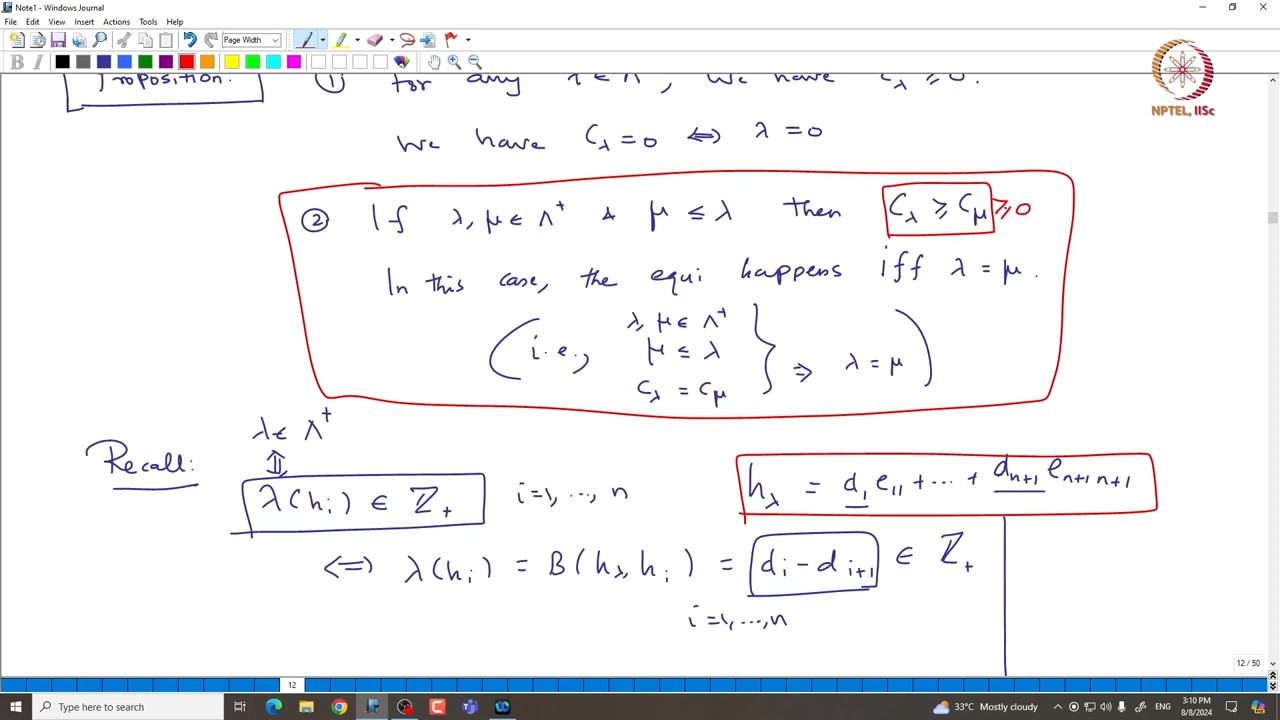 Note1 - Windows Journal
File Edit View Insert Actions Tools Help
Page Width
B I
NPTEL, IISc
Proposition. ① for any λ ∈ Λ⁺, we have C_λ ≥ 0.
We have C_λ = 0 ⟺ λ = 0
② If λ, μ ∈ Λ⁺ & μ ≤ λ then C_λ ≥ C_μ ≥ 0
In this case, the equi happens iff λ = μ.
(i.e., λ, μ ∈ Λ⁺
μ ≤ λ
C_λ = C_μ } ⇒ λ = μ)
λ ∈ Λ⁺
⇕
Recall: λ(h_i) ∈ ℤ₊ i=1, ..., n
h_λ = d_1 e_11 + ... + d_{n+1} e_{n+1 n+1}
⟺ λ(h_i) = B(h_λ, h_i) = d_i - d_{i+1} ∈ ℤ₊
i=1, ..., n
12
12 / 50
Type here to search
33°C Mostly cloudy
3:10 PM
8/8/2024